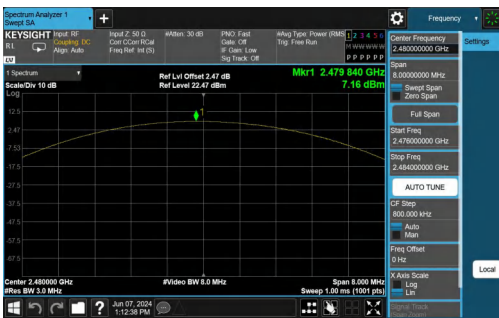 Spectrum Analyzer 1
Swept SA
Frequency
KEYSIGHT
Input: RF
Input Z: 50 Ω
#Atten: 30 dB
PNO: Fast
#Avg Type: Power (RMS
1 2 3 4 5 6
R L
Coupling: DC
Corr CCorr RCal
Gate: Off
Trig: Free Run
M W W W W W
Align: Auto
Freq Ref: Int (S)
IF Gain: Low
P P P P P P
LW
Sig Track: Off
1 Spectrum
Ref Lvl Offset 2.47 dB
Mkr1 2.479 840 GHz
Scale/Div 10 dB
Ref Level 22.47 dBm
7.16 dBm
Log
12.5
2.47
-7.53
-17.5
-27.5
-37.5
-47.5
-57.5
-67.5
1
Center 2.480000 GHz
#Video BW 8.0 MHz
Span 8.000 MHz
#Res BW 3.0 MHz
Sweep 1.00 ms (1001 pts)
Jun 07, 2024
1:12:38 PM
?
Center Frequency
2.480000000 GHz
Settings
Span
8.00000000 MHz
Swept Span
Zero Span
Full Span
Start Freq
2.476000000 GHz
Stop Freq
2.484000000 GHz
AUTO TUNE
CF Step
800.000 kHz
Auto
Man
Freq Offset
0 Hz
X Axis Scale
Log
Lin
Local
Signal Track